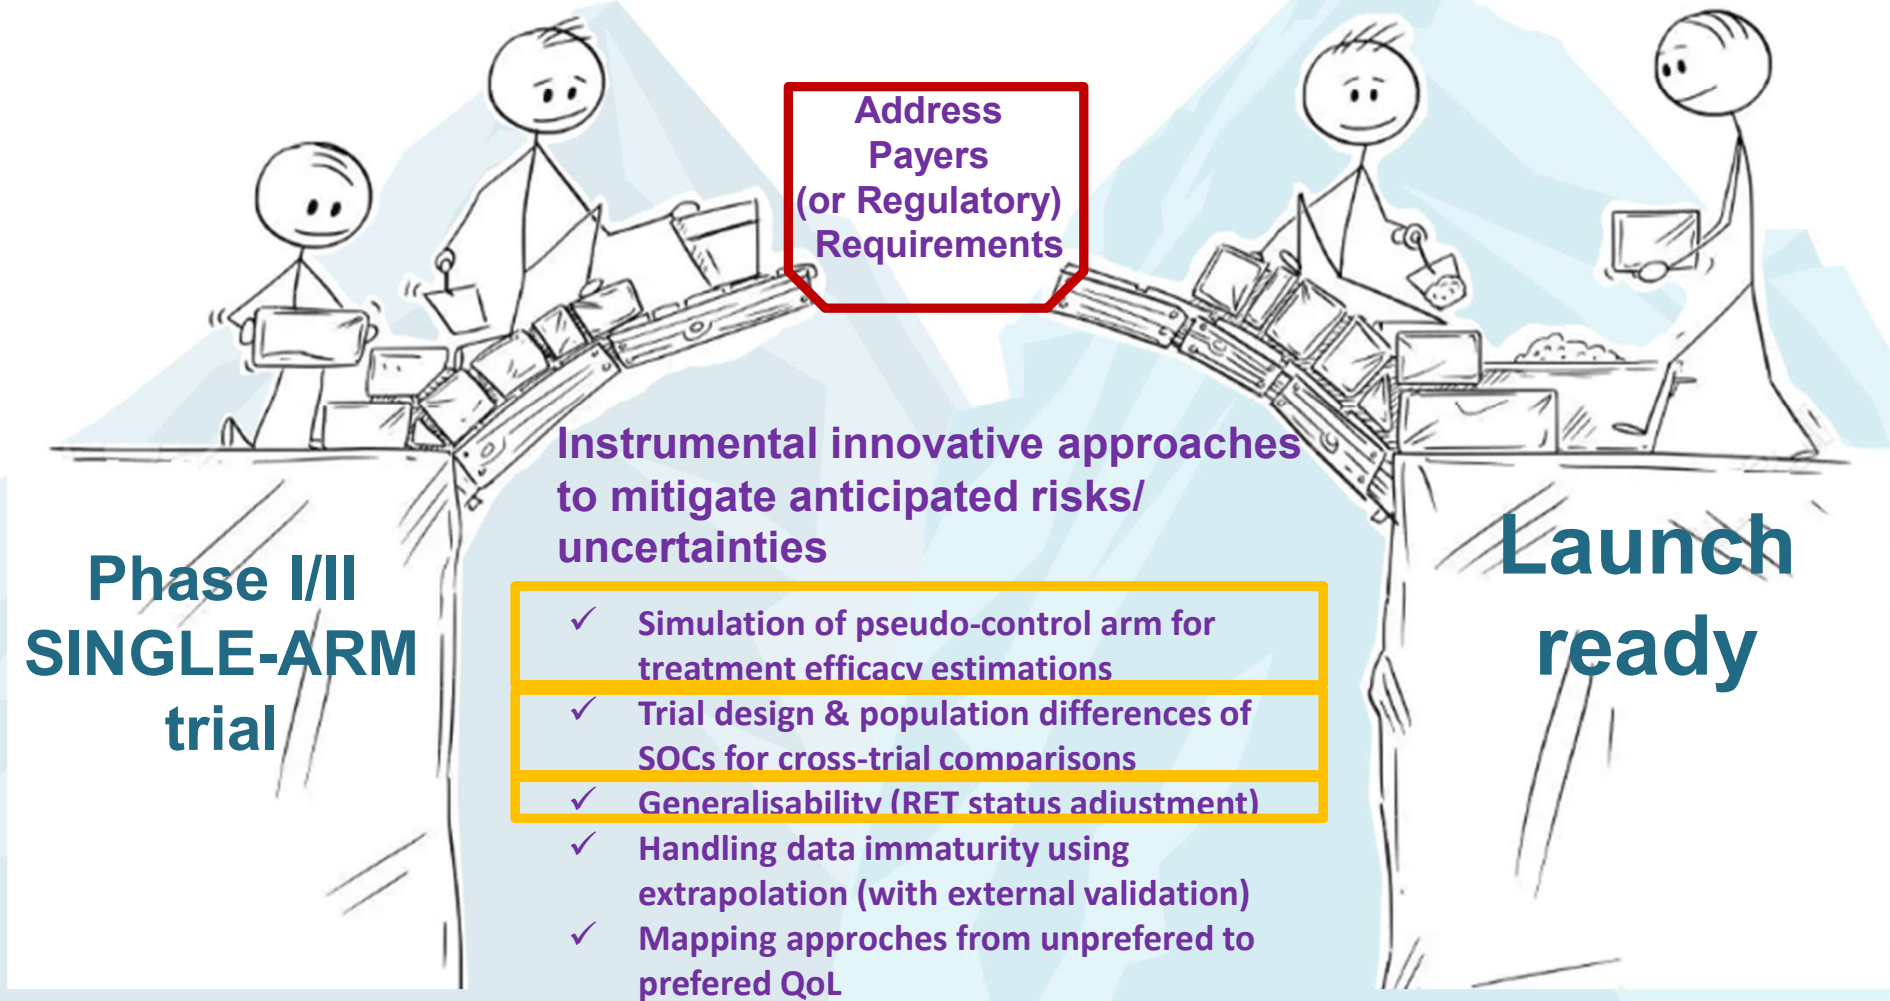 Address
Payers
(or Regulatory)
Requirements
Instrumental innovative approaches
to mitigate anticipated risks/
uncertainties
Phase I/II
SINGLE-ARM
trial
Launch
ready
✓ Simulation of pseudo-control arm for
treatment efficacy estimations
✓ Trial design & population differences of
SOCs for cross-trial comparisons
✓ Generalisability (RET status adjustment)
✓ Handling data immaturity using
extrapolation (with external validation)
✓ Mapping approches from unprefered to
prefered QoL